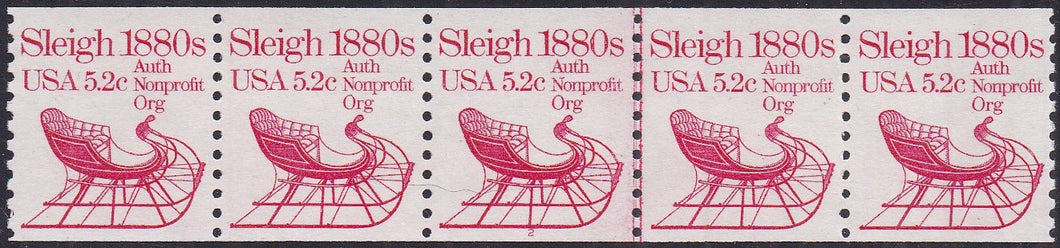 Sleigh 1880s
USA 5.2c Auth
Nonprofit
Org
Sleigh 1880s
USA 5.2c Auth
Nonprofit
Org
Sleigh 1880s
USA 5.2c Auth
Nonprofit
Org
2
Sleigh 1880s
USA 5.2c Auth
Nonprofit
Org
Sleigh 1880s
USA 5.2c Auth
Nonprofit
Org